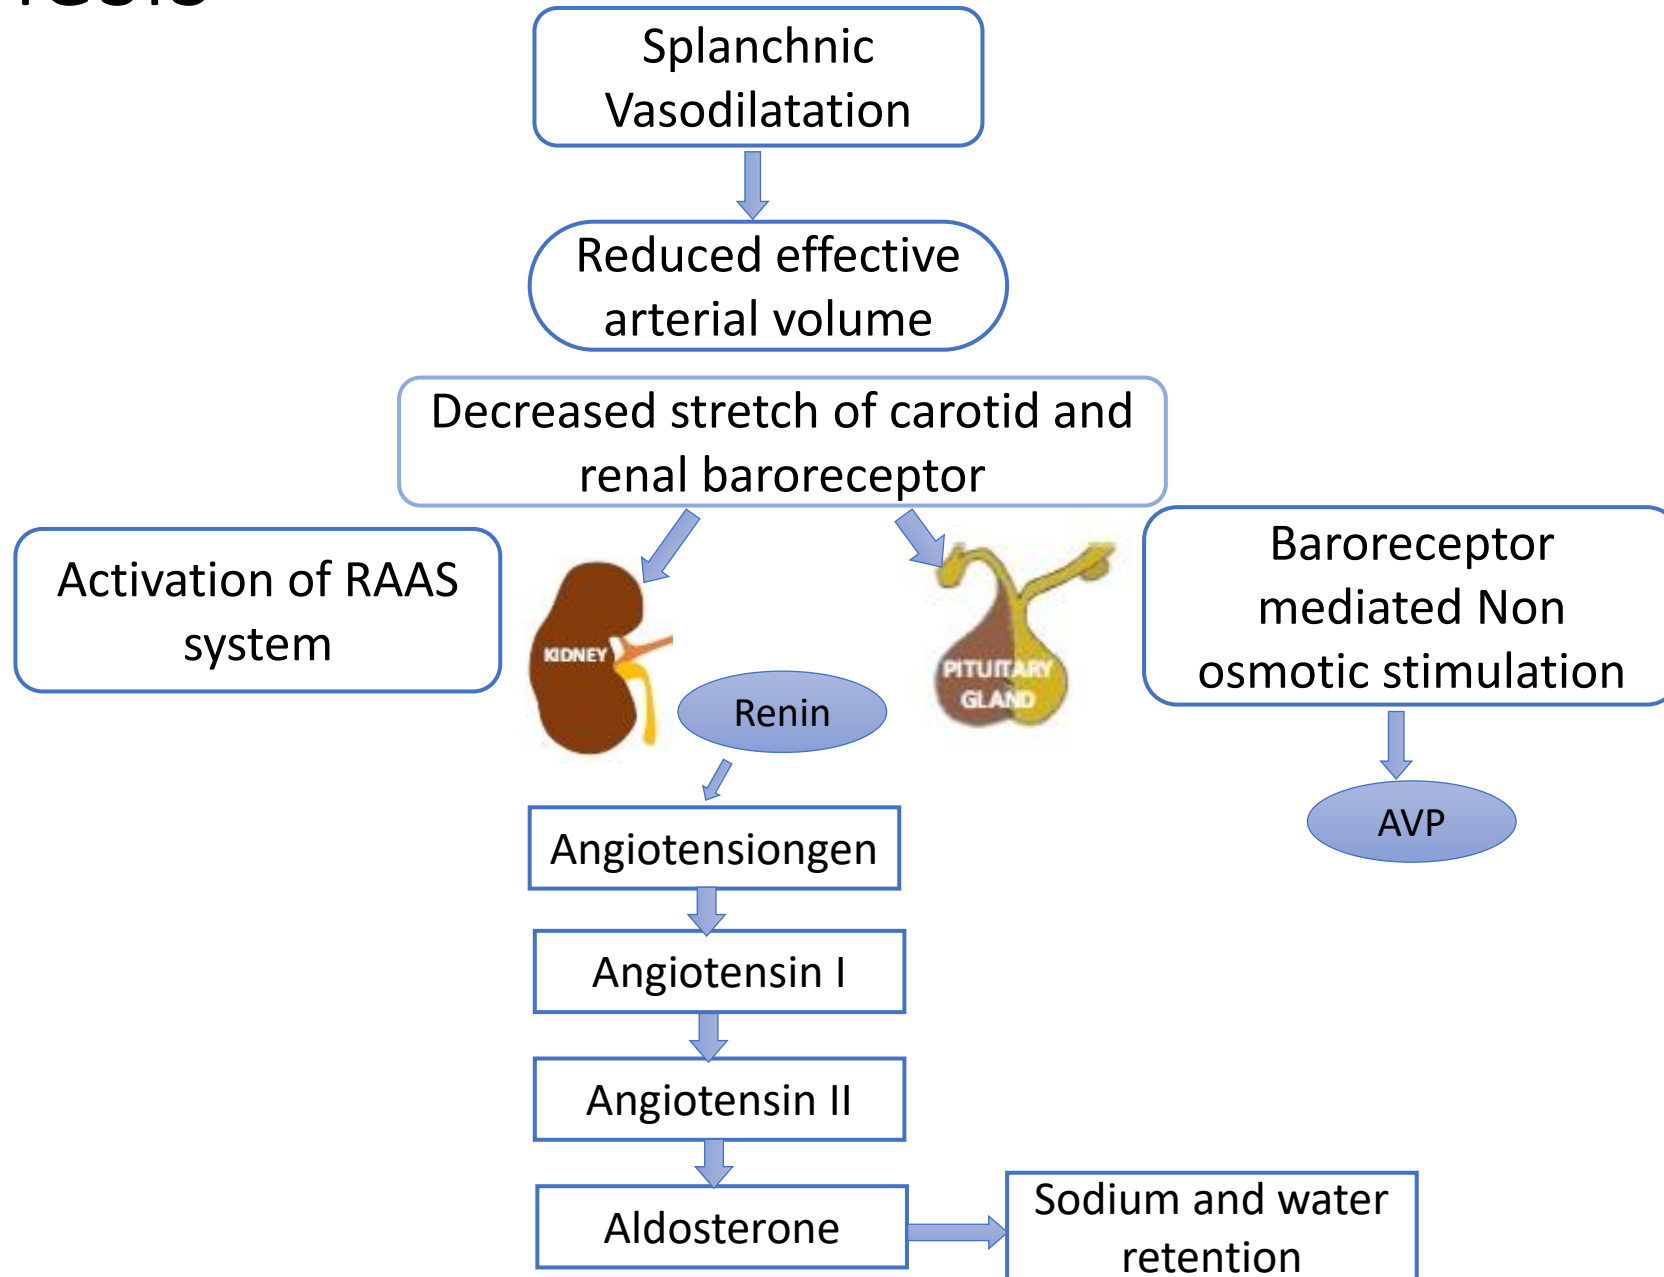 Splanchnic
Vasodilatation
Reduced effective
arterial volume
Decreased stretch of carotid and
renal baroreceptor
Activation of RAAS
system
KIDNEY
Renin
PITUITARY
GLAND
Baroreceptor
mediated Non
osmotic stimulation
AVP
Angiotensiongen
Angiotensin I
Angiotensin II
Aldosterone
Sodium and water
retention